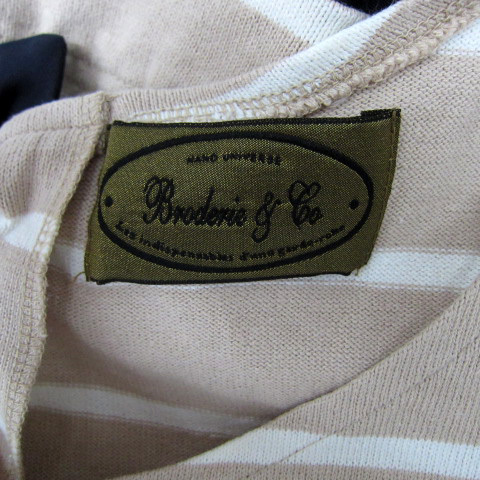 NANO UNIVERSE
Broderie & Co
Les indispensables d'une garde-robe